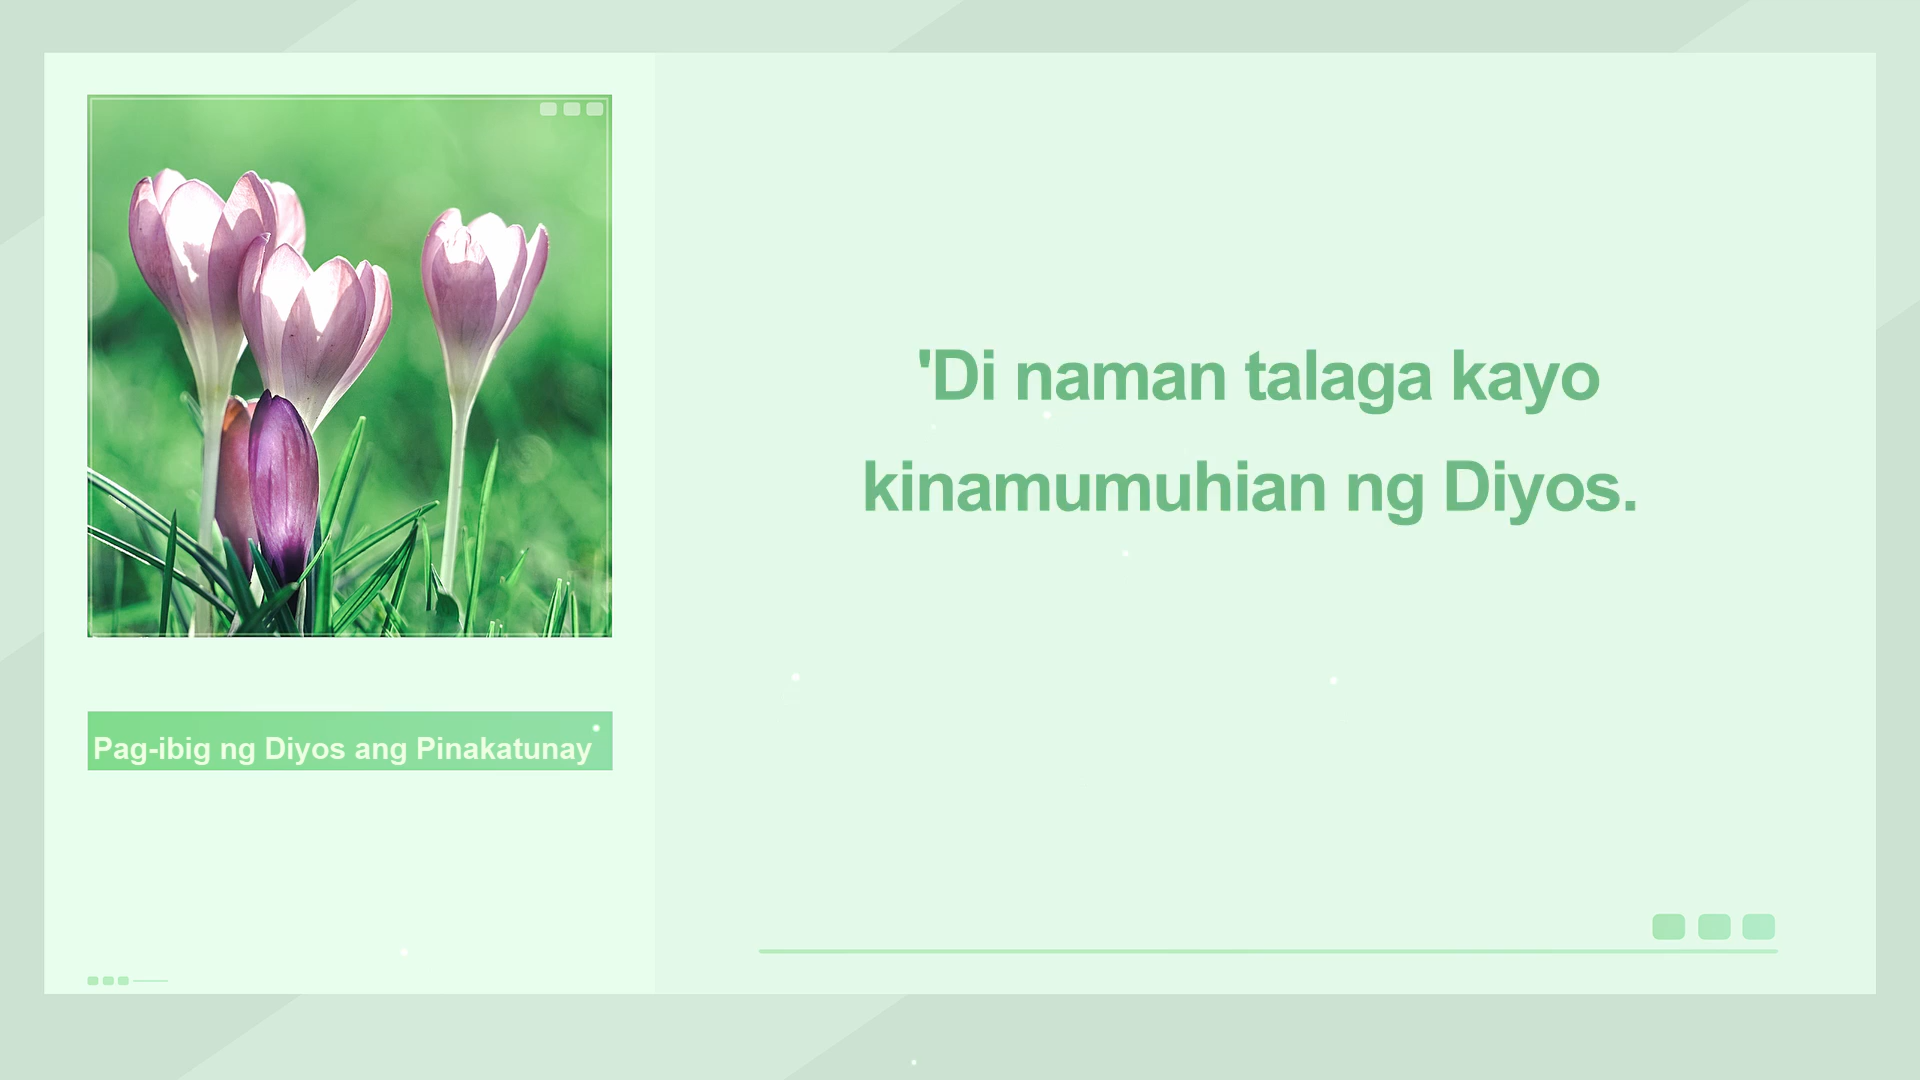 'Di naman talaga kayo
kinamumuhian ng Diyos.
Pag-ibig ng Diyos ang Pinakatunay